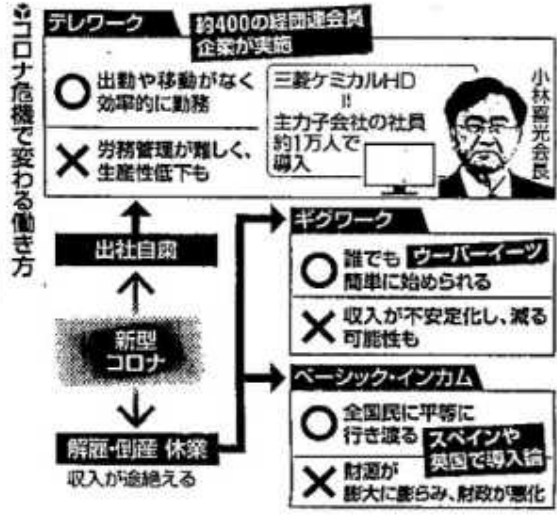 コロナ危機で変わる働き方
テレワーク
約400の経団連会員
企業が実施
○ 出勤や移動がなく
効率的に勤務
× 労務管理が難しく、
生産性低下も
三菱ケミカルHD
=
主力子会社の社員
約1万人で
導入
小林喜光会長
出社自粛
新型
コロナ
解雇・倒産 休業
収入が途絶える
ギグワーク
○ 誰でも
簡単に始められる
ウーバーイーツ
× 収入が不安定化し、減る
可能性も
ベーシック・インカム
○ 全国民に平等に
行き渡る
スペインや
英国で導入論
× 財源が
膨大に膨らみ、財政が悪化